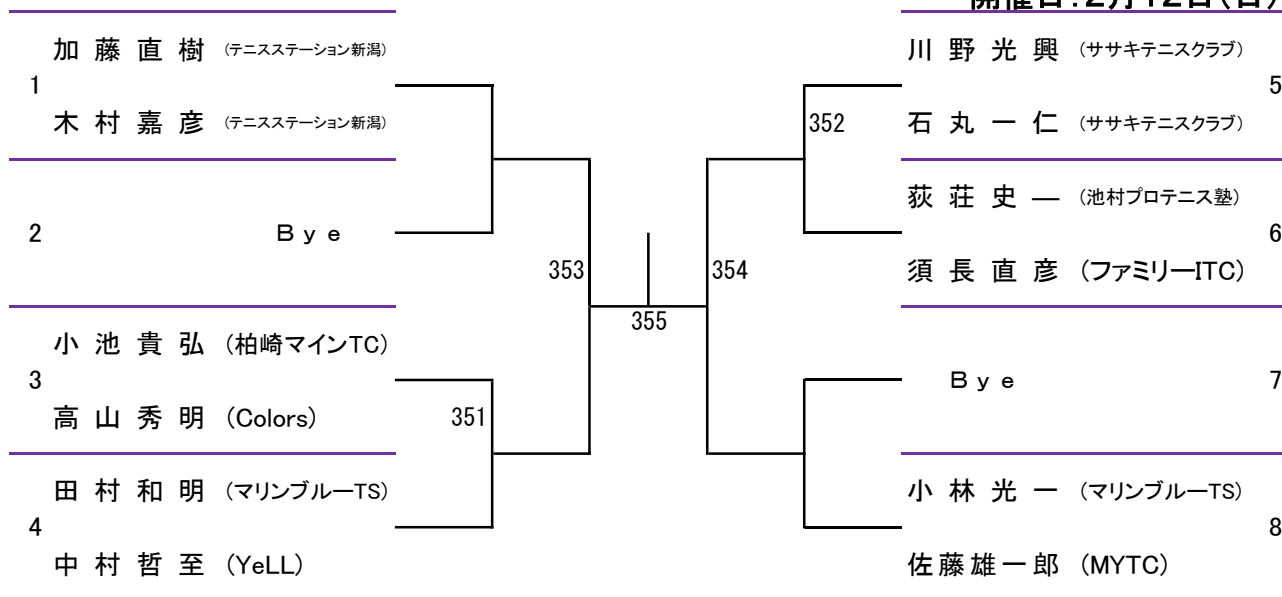 開催日:2月12日(日)
加藤直樹 (テニスステーション新潟)
1
木村嘉彦 (テニスステーション新潟)
2 Bye
小池貴弘 (柏崎マインTC)
3
高山秀明 (Colors)
351
田村和明 (マリンブルーTS)
4
中村哲至 (YeLL)
353
355
354
川野光興 (ササキテニスクラブ)
5
352
石丸一仁 (ササキテニスクラブ)
荻荘史― (池村プロテニス塾)
6
須長直彦 (ファミリーITC)
Bye 7
小林光一 (マリンブルーTS)
8
佐藤雄一郎 (MYTC)